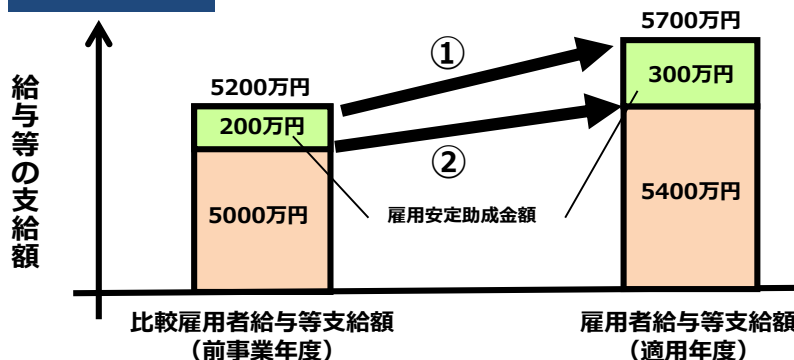 給与等の支給額
5200万円
200万円
5000万円
①
②
雇用安定助成金額
5700万円
300万円
5400万円
比較雇用者給与等支給額
（前事業年度）
雇用者給与等支給額
（適用年度）